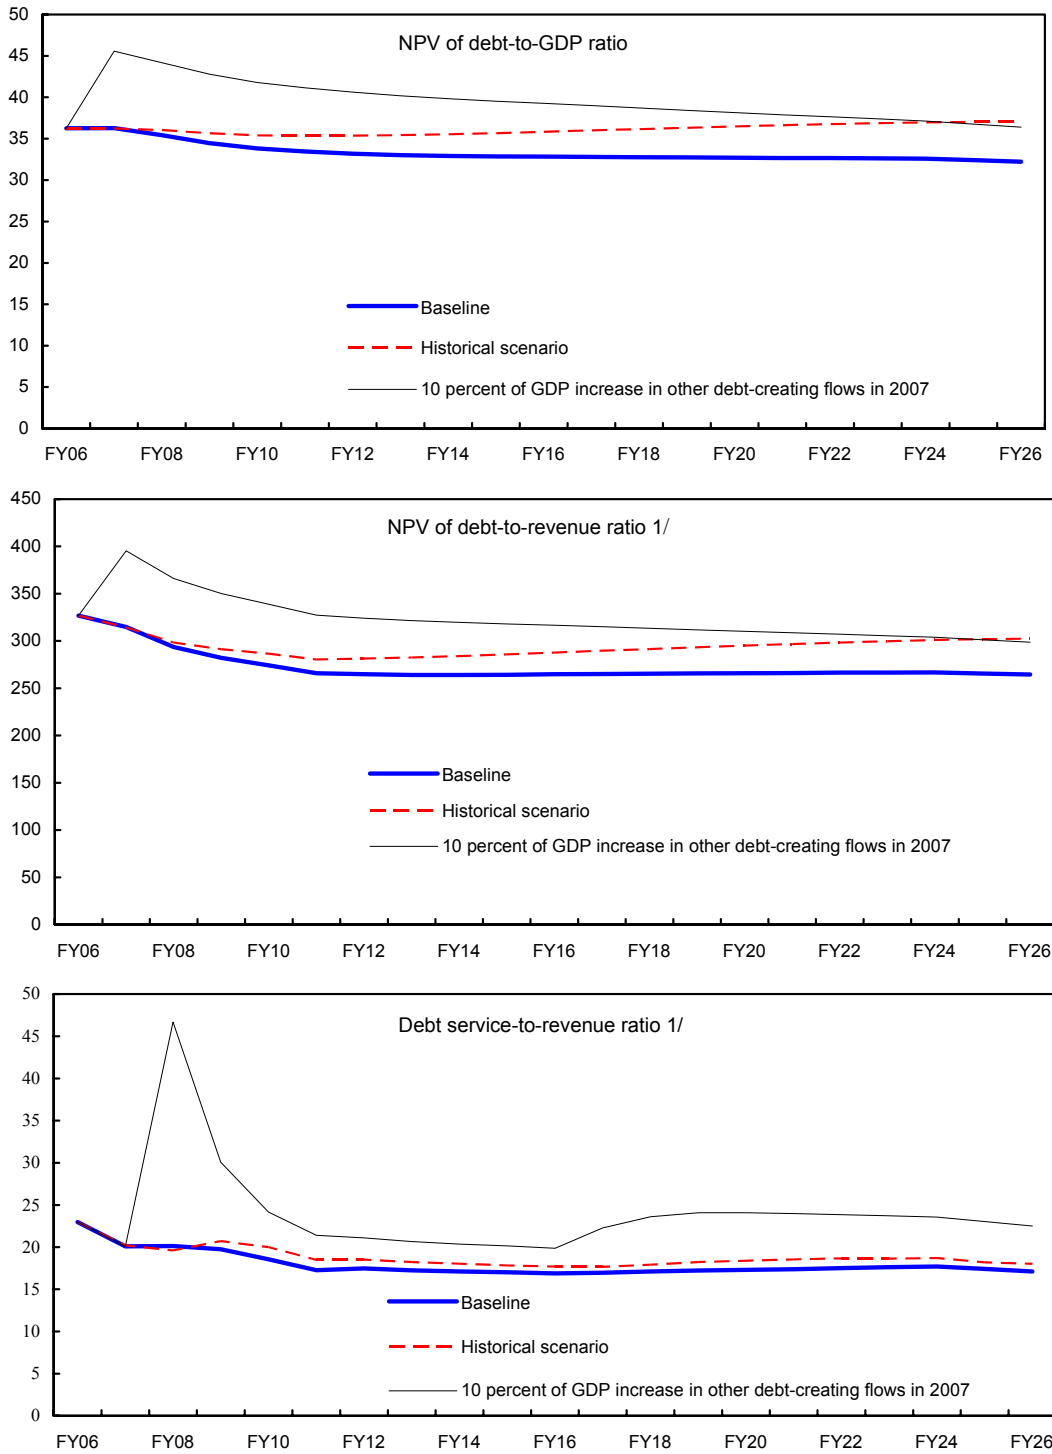 NPV of debt-to-GDP ratio
50
45
40
35
30
25
20
15
10
5
0
Baseline
Historical scenario
10 percent of GDP increase in other debt-creating flows in 2007
FY06 FY08 FY10 FY12 FY14 FY16 FY18 FY20 FY22 FY24 FY26
NPV of debt-to-revenue ratio 1/
450
400
350
300
250
200
150
100
50
0
Baseline
Historical scenario
10 percent of GDP increase in other debt-creating flows in 2007
FY06 FY08 FY10 FY12 FY14 FY16 FY18 FY20 FY22 FY24 FY26
Debt service-to-revenue ratio 1/
50
45
40
35
30
25
20
15
10
5
0
Baseline
Historical scenario
10 percent of GDP increase in other debt-creating flows in 2007
FY06 FY08 FY10 FY12 FY14 FY16 FY18 FY20 FY22 FY24 FY26